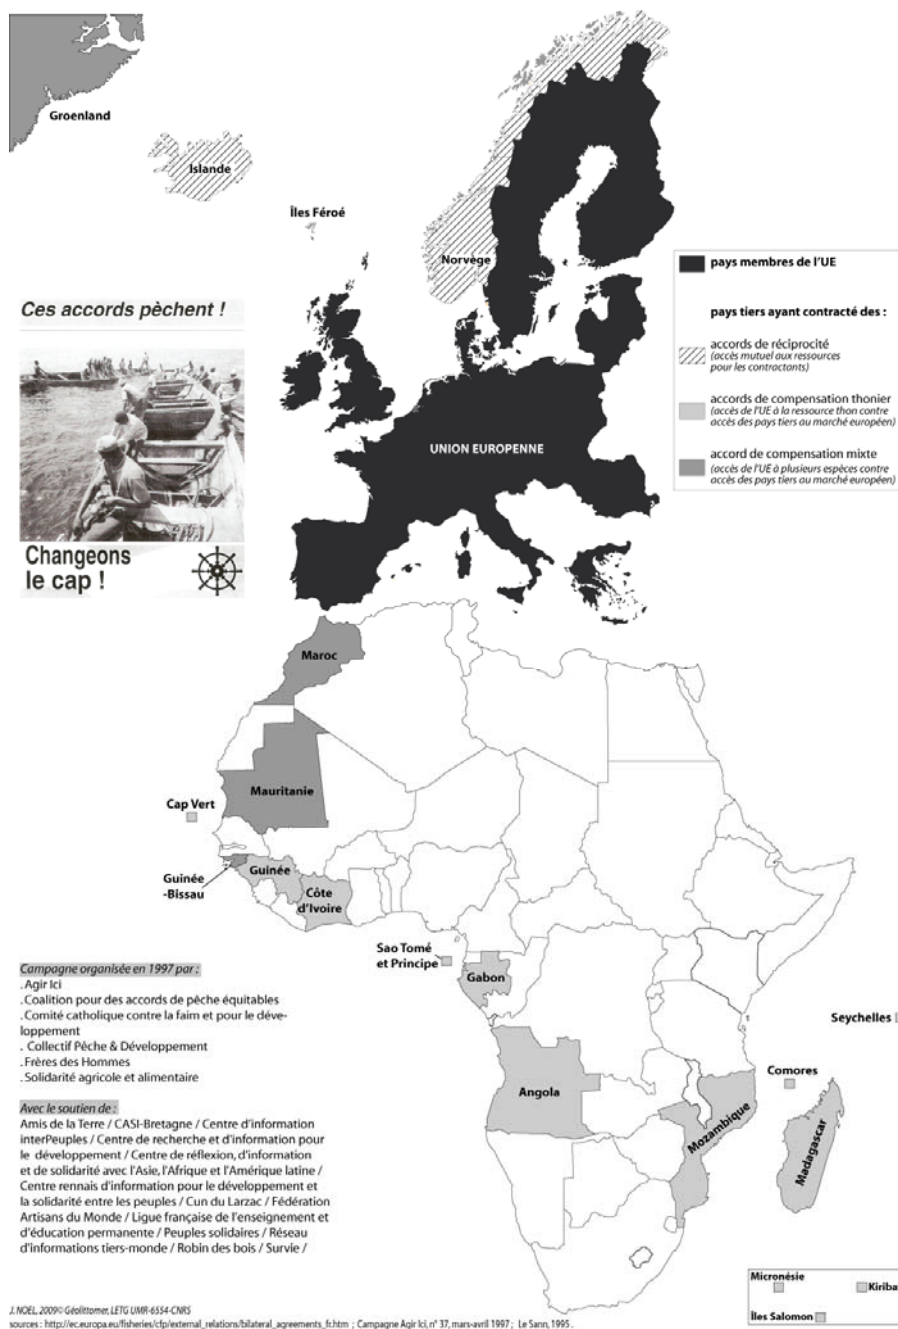 Groenland
Islande
Îles Féroé
Norvège
pays membres de l'UE
pays tiers ayant contracté des :
accords de réciprocité
(accès mutuel aux ressources
pour les contractants)
accords de compensation thonier
(accès de l'UE à la ressource thon contre
accès des pays tiers au marché européen)
accord de compensation mixte
(accès de l'UE à plusieurs espèces contre
accès des pays tiers au marché européen)
Ces accords pèchent !
UNION EUROPENNE
Changeons
le cap !
Maroc
Mauritanie
Cap Vert
Guinée
-Bissau
Guinée
Côte
d'Ivoire
Sao Tomé
et Principe
Gabon
Seychelles
Comores
Angola
Mozambique
Madagascar
Campagne organisée en 1997 par :
. Agir Ici
. Coalition pour des accords de pêche équitables
. Comité catholique contre la faim et pour le déve-
loppement
. Collectif Pêche & Développement
. Frères des Hommes
. Solidarité agricole et alimentaire
Avec le soutien de :
Amis de la Terre / CASI-Bretagne / Centre d'information
interPeuples / Centre de recherche et d'information pour
le développement / Centre de réflexion, d'information
et de solidarité avec l'Asie, l'Afrique et l'Amérique latine /
Centre rennais d'information pour le développement et
la solidarité entre les peuples / Cun du Larzac / Fédération
Artisans du Monde / Ligue française de l'enseignement et
d'éducation permanente / Peuples solidaires / Réseau
d'informations tiers-monde / Robin des bois / Survie /
Micronésie
Kiriba
Îles Salomon
J. NOEL, 2009© Géolittomer, LETG UMR-6554-CNRS
sources : http://ec.europa.eu/fisheries/cfp/external_relations/bilateral_agreements_fr.htm ; Campagne Agir Ici, n° 37, mars-avril 1997 ; Le Sann, 1995 .